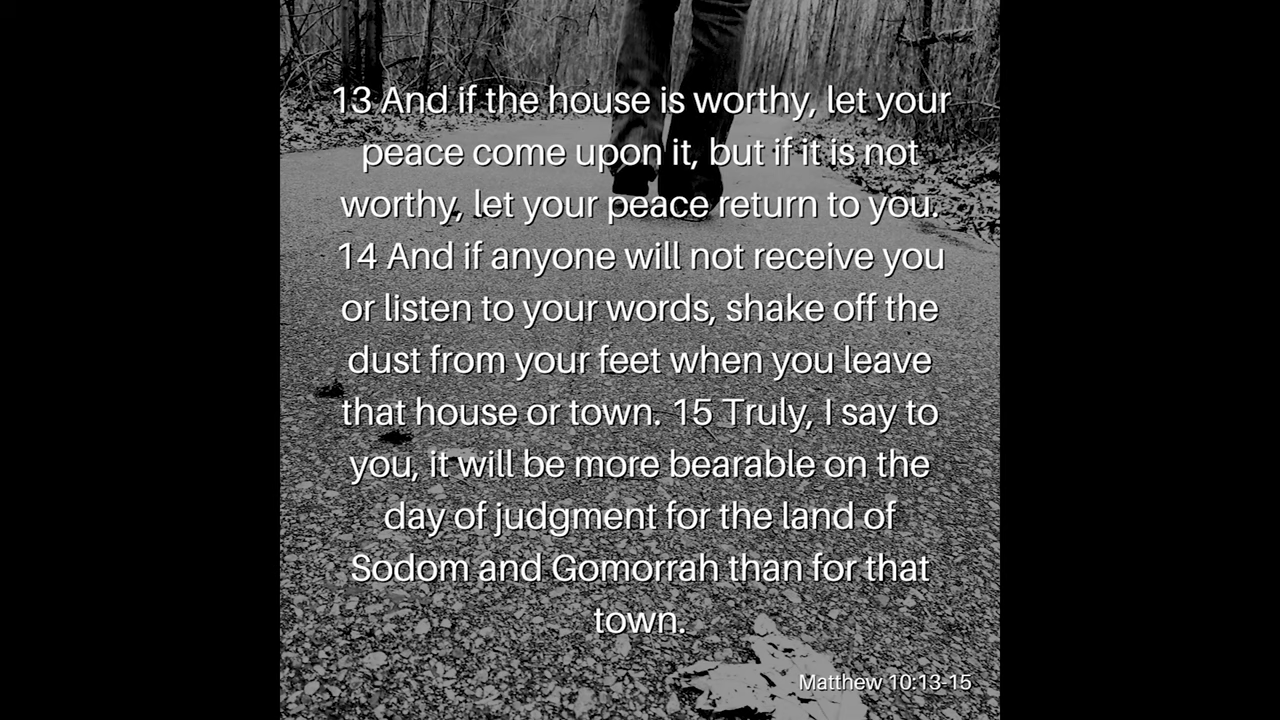 13 And if the house is worthy, let your
peace come upon it, but if it is not
worthy, let your peace return to you.
14 And if anyone will not receive you
or listen to your words, shake off the
dust from your feet when you leave
that house or town. 15 Truly, I say to
you, it will be more bearable on the
day of judgment for the land of
Sodom and Gomorrah than for that
town.
Matthew 10:13-15